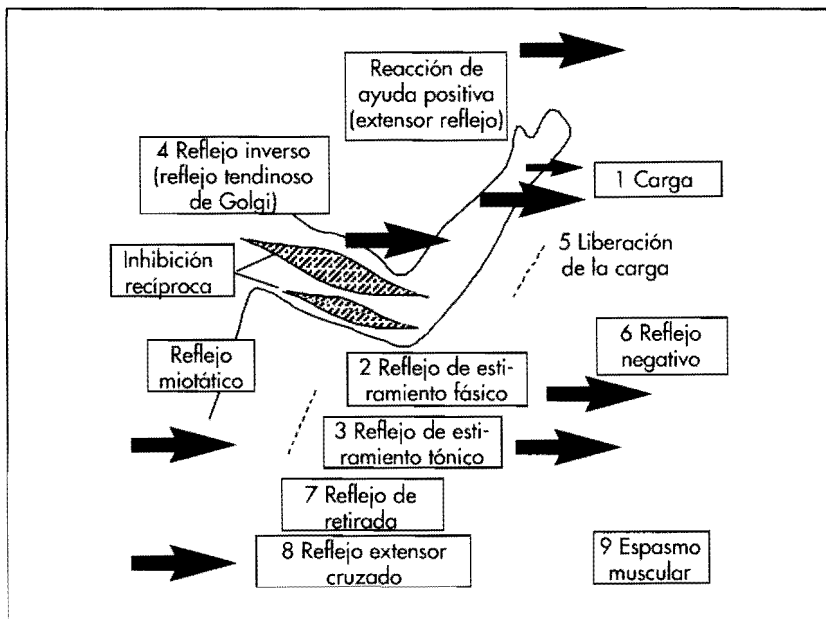 Reacción de
ayuda positiva
(extensor reflejo)
4 Reflejo inverso
(reflejo tendinoso
de Golgi)
1 Carga
Inhibición
recíproca
5 Liberación
de la carga
Reflejo
miotático
2 Reflejo de esti-
ramiento fásico
6 Reflejo
negativo
3 Reflejo de esti-
ramiento tónico
7 Reflejo de
retirada
8 Reflejo extensor
cruzado
9 Espasmo
muscular